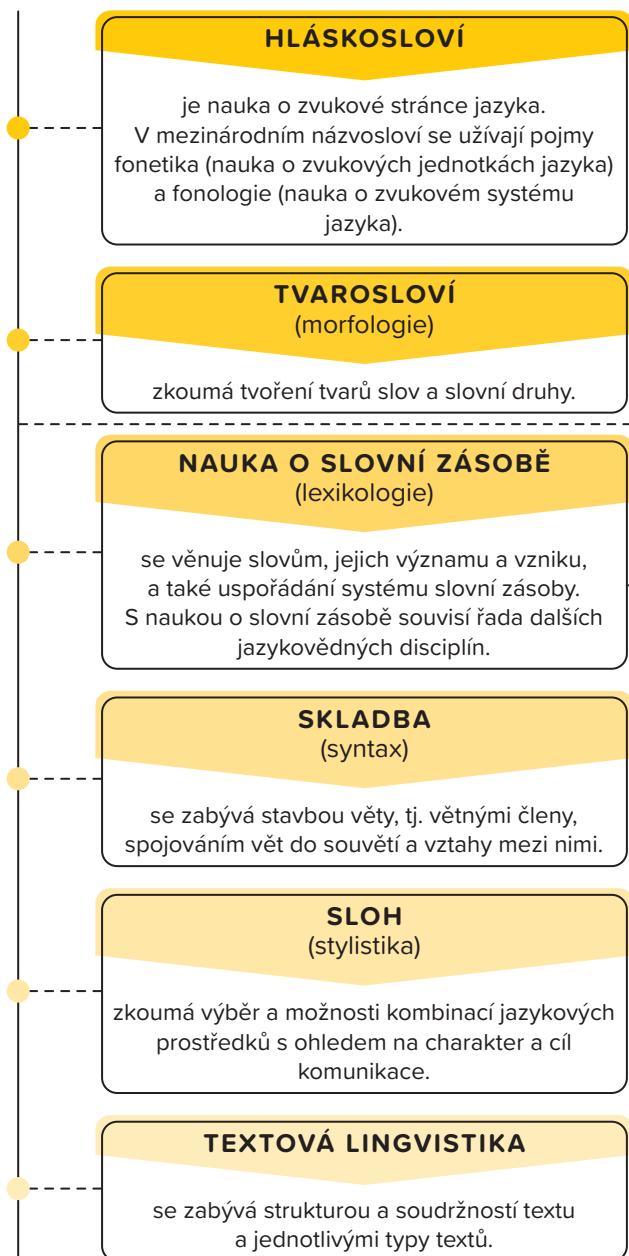 HLÁSKOSLOVÍ
je nauka o zvukové stránce jazyka.
V mezinárodním názvosloví se užívají pojmy
fonetika (nauka o zvukových jednotkách jazyka)
a fonologie (nauka o zvukovém systému
jazyka).
TVAROSLOVÍ
(morfologie)
zkoumá tvoření tvarů slov a slovní druhy.
NAUKA O SLOVNÍ ZÁSOBĚ
(lexikologie)
se věnuje slovům, jejich významu a vzniku,
a také uspořádání systému slovní zásoby.
S naukou o slovní zásobě souvisí řada dalších
jazykovědných disciplín.
SKLADBA
(syntax)
se zabývá stavbou věty, tj. větnými členy,
spojováním vět do souvětí a vztahy mezi nimi.
SLOH
(stylistika)
zkoumá výběr a možnosti kombinací jazykových
prostředků s ohledem na charakter a cíl
komunikace.
TEXTOVÁ LINGVISTIKA
se zabývá strukturou a soudržností textu
a jednotlivými typy textů.